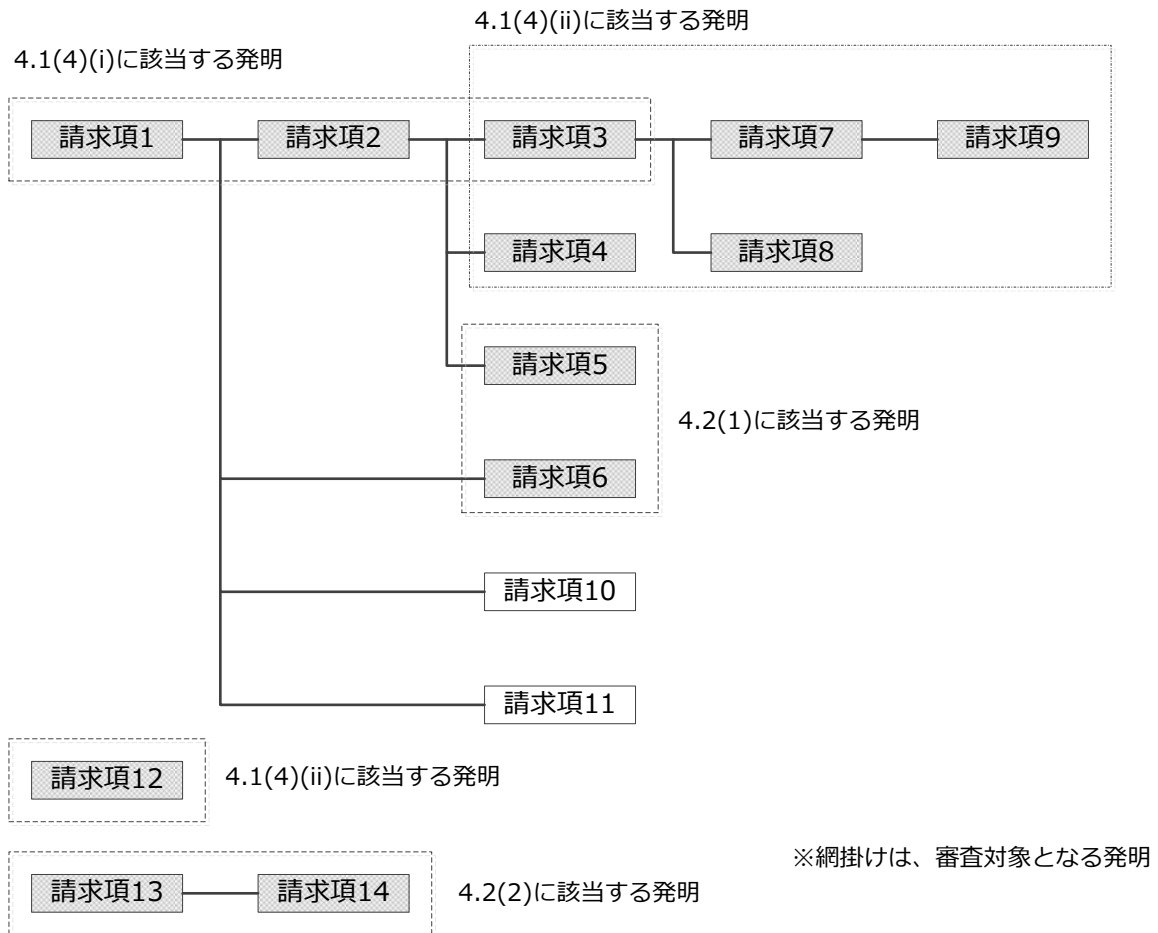 4.1(4)(ii)に該当する発明
4.1(4)(i)に該当する発明
請求項1
請求項2
請求項3
請求項7
請求項9
請求項4
請求項8
請求項5
4.2(1)に該当する発明
請求項6
請求項10
請求項11
請求項12
4.1(4)(ii)に該当する発明
※網掛けは、審査対象となる発明
請求項13
請求項14
4.2(2)に該当する発明